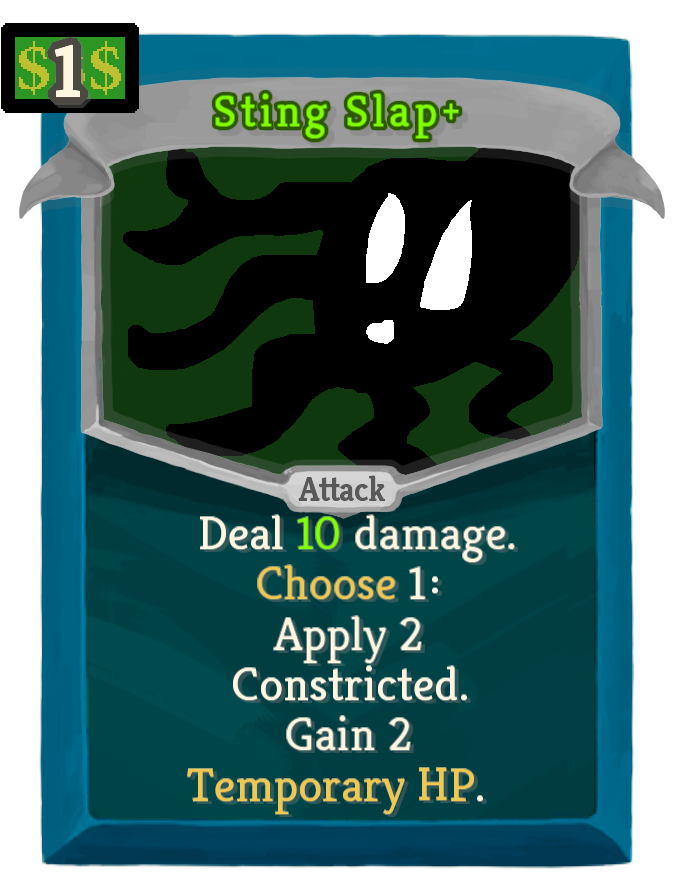 $1$
Sting Slap+
Attack
Deal 10 damage.
Choose 1:
Apply 2
Constricted.
Gain 2
Temporary HP.